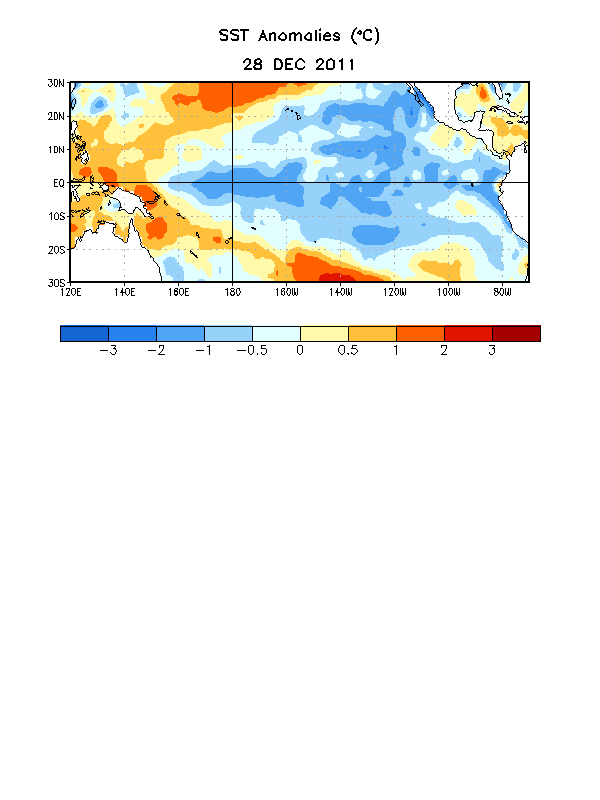 SST Anomalies (°C)
28 DEC 2011
30N
20N
10N
EQ
10S
20S
30S
120E 140E 160E 180 160W 140W 120W 100W 80W
−3 −2 −1 −0.5 0 0.5 1 2 3